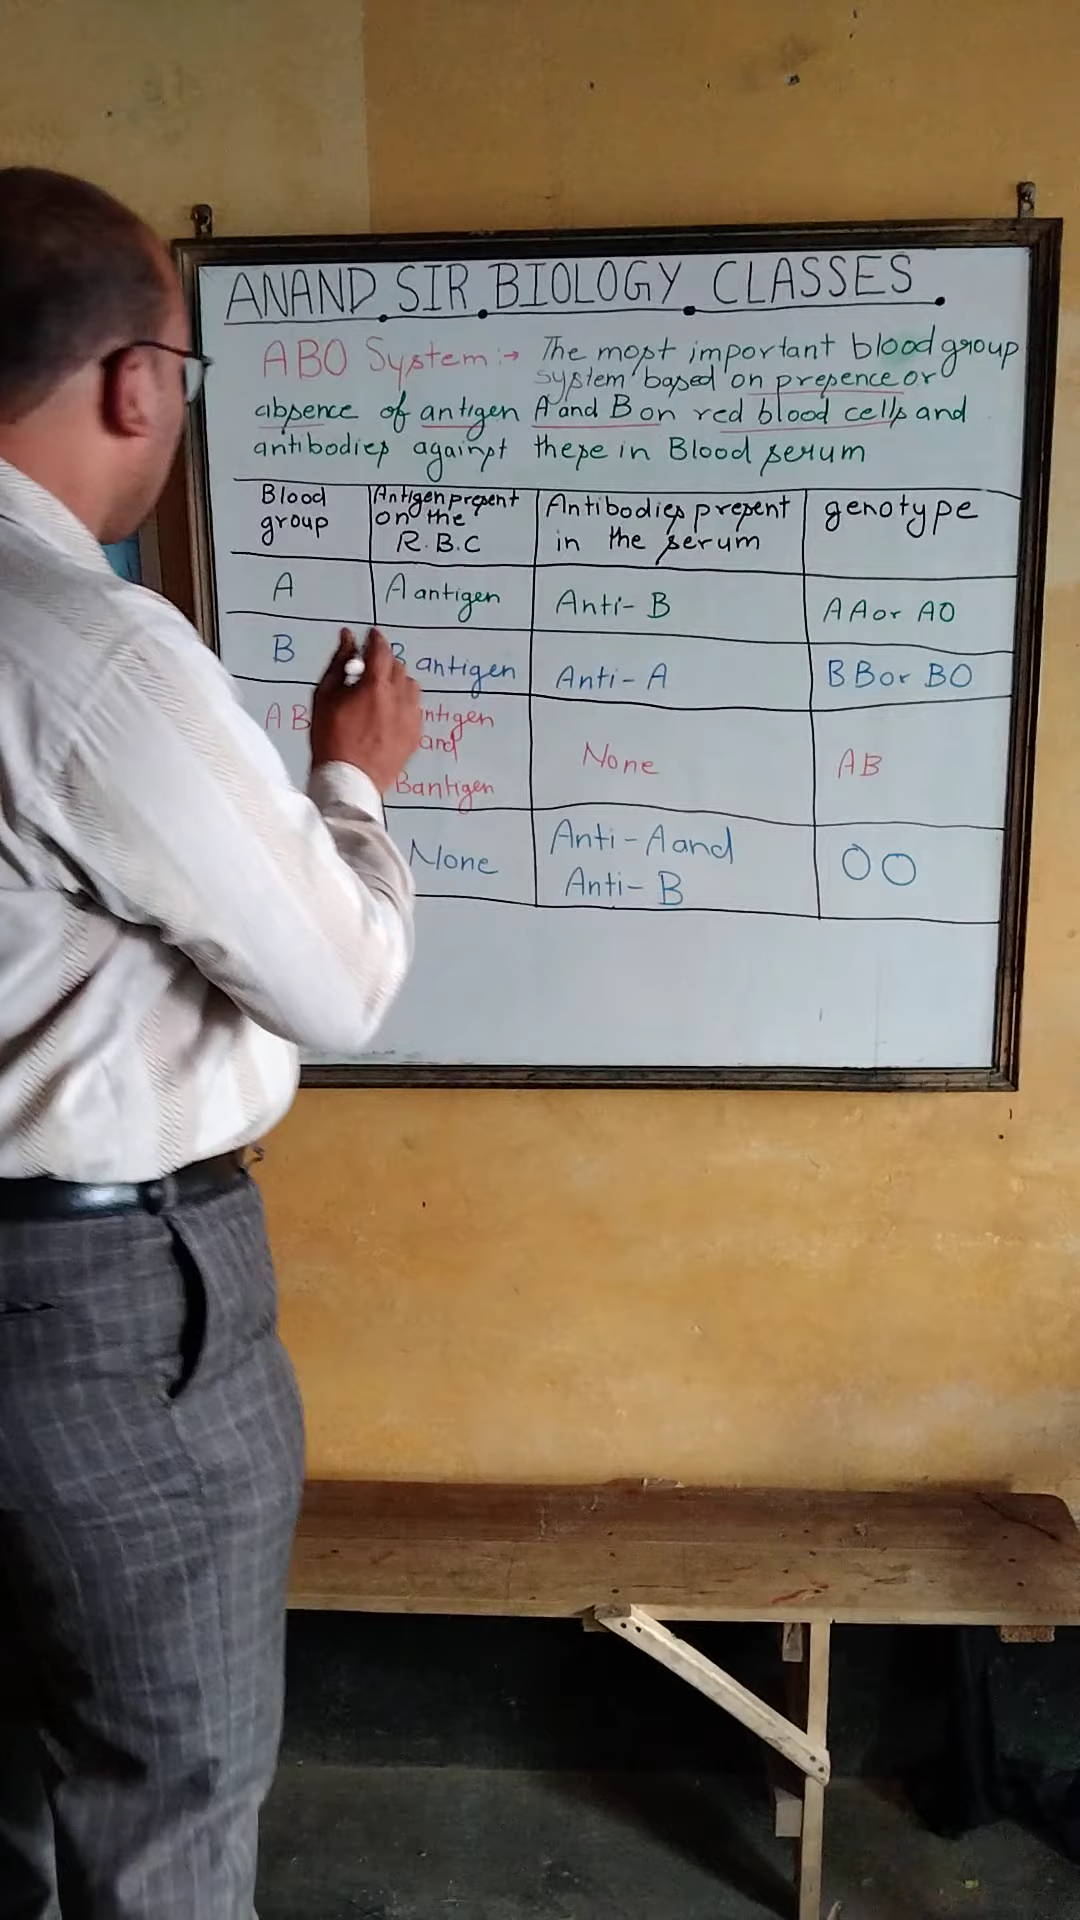 ANAND SIR BIOLOGY CLASSES.
ABO System :→ The most important blood group
system based on presence or
absence of antigen A and B on red blood cells and
antibodies against these in Blood serum
Blood group | Antigen present on the R.B.C | Antibodies present in the serum | genotype
A | A antigen | Anti-B | AA or AO
B | B antigen | Anti-A | BB or BO
AB | antigen and B antigen | None | AB
None | Anti-A and Anti-B | OO